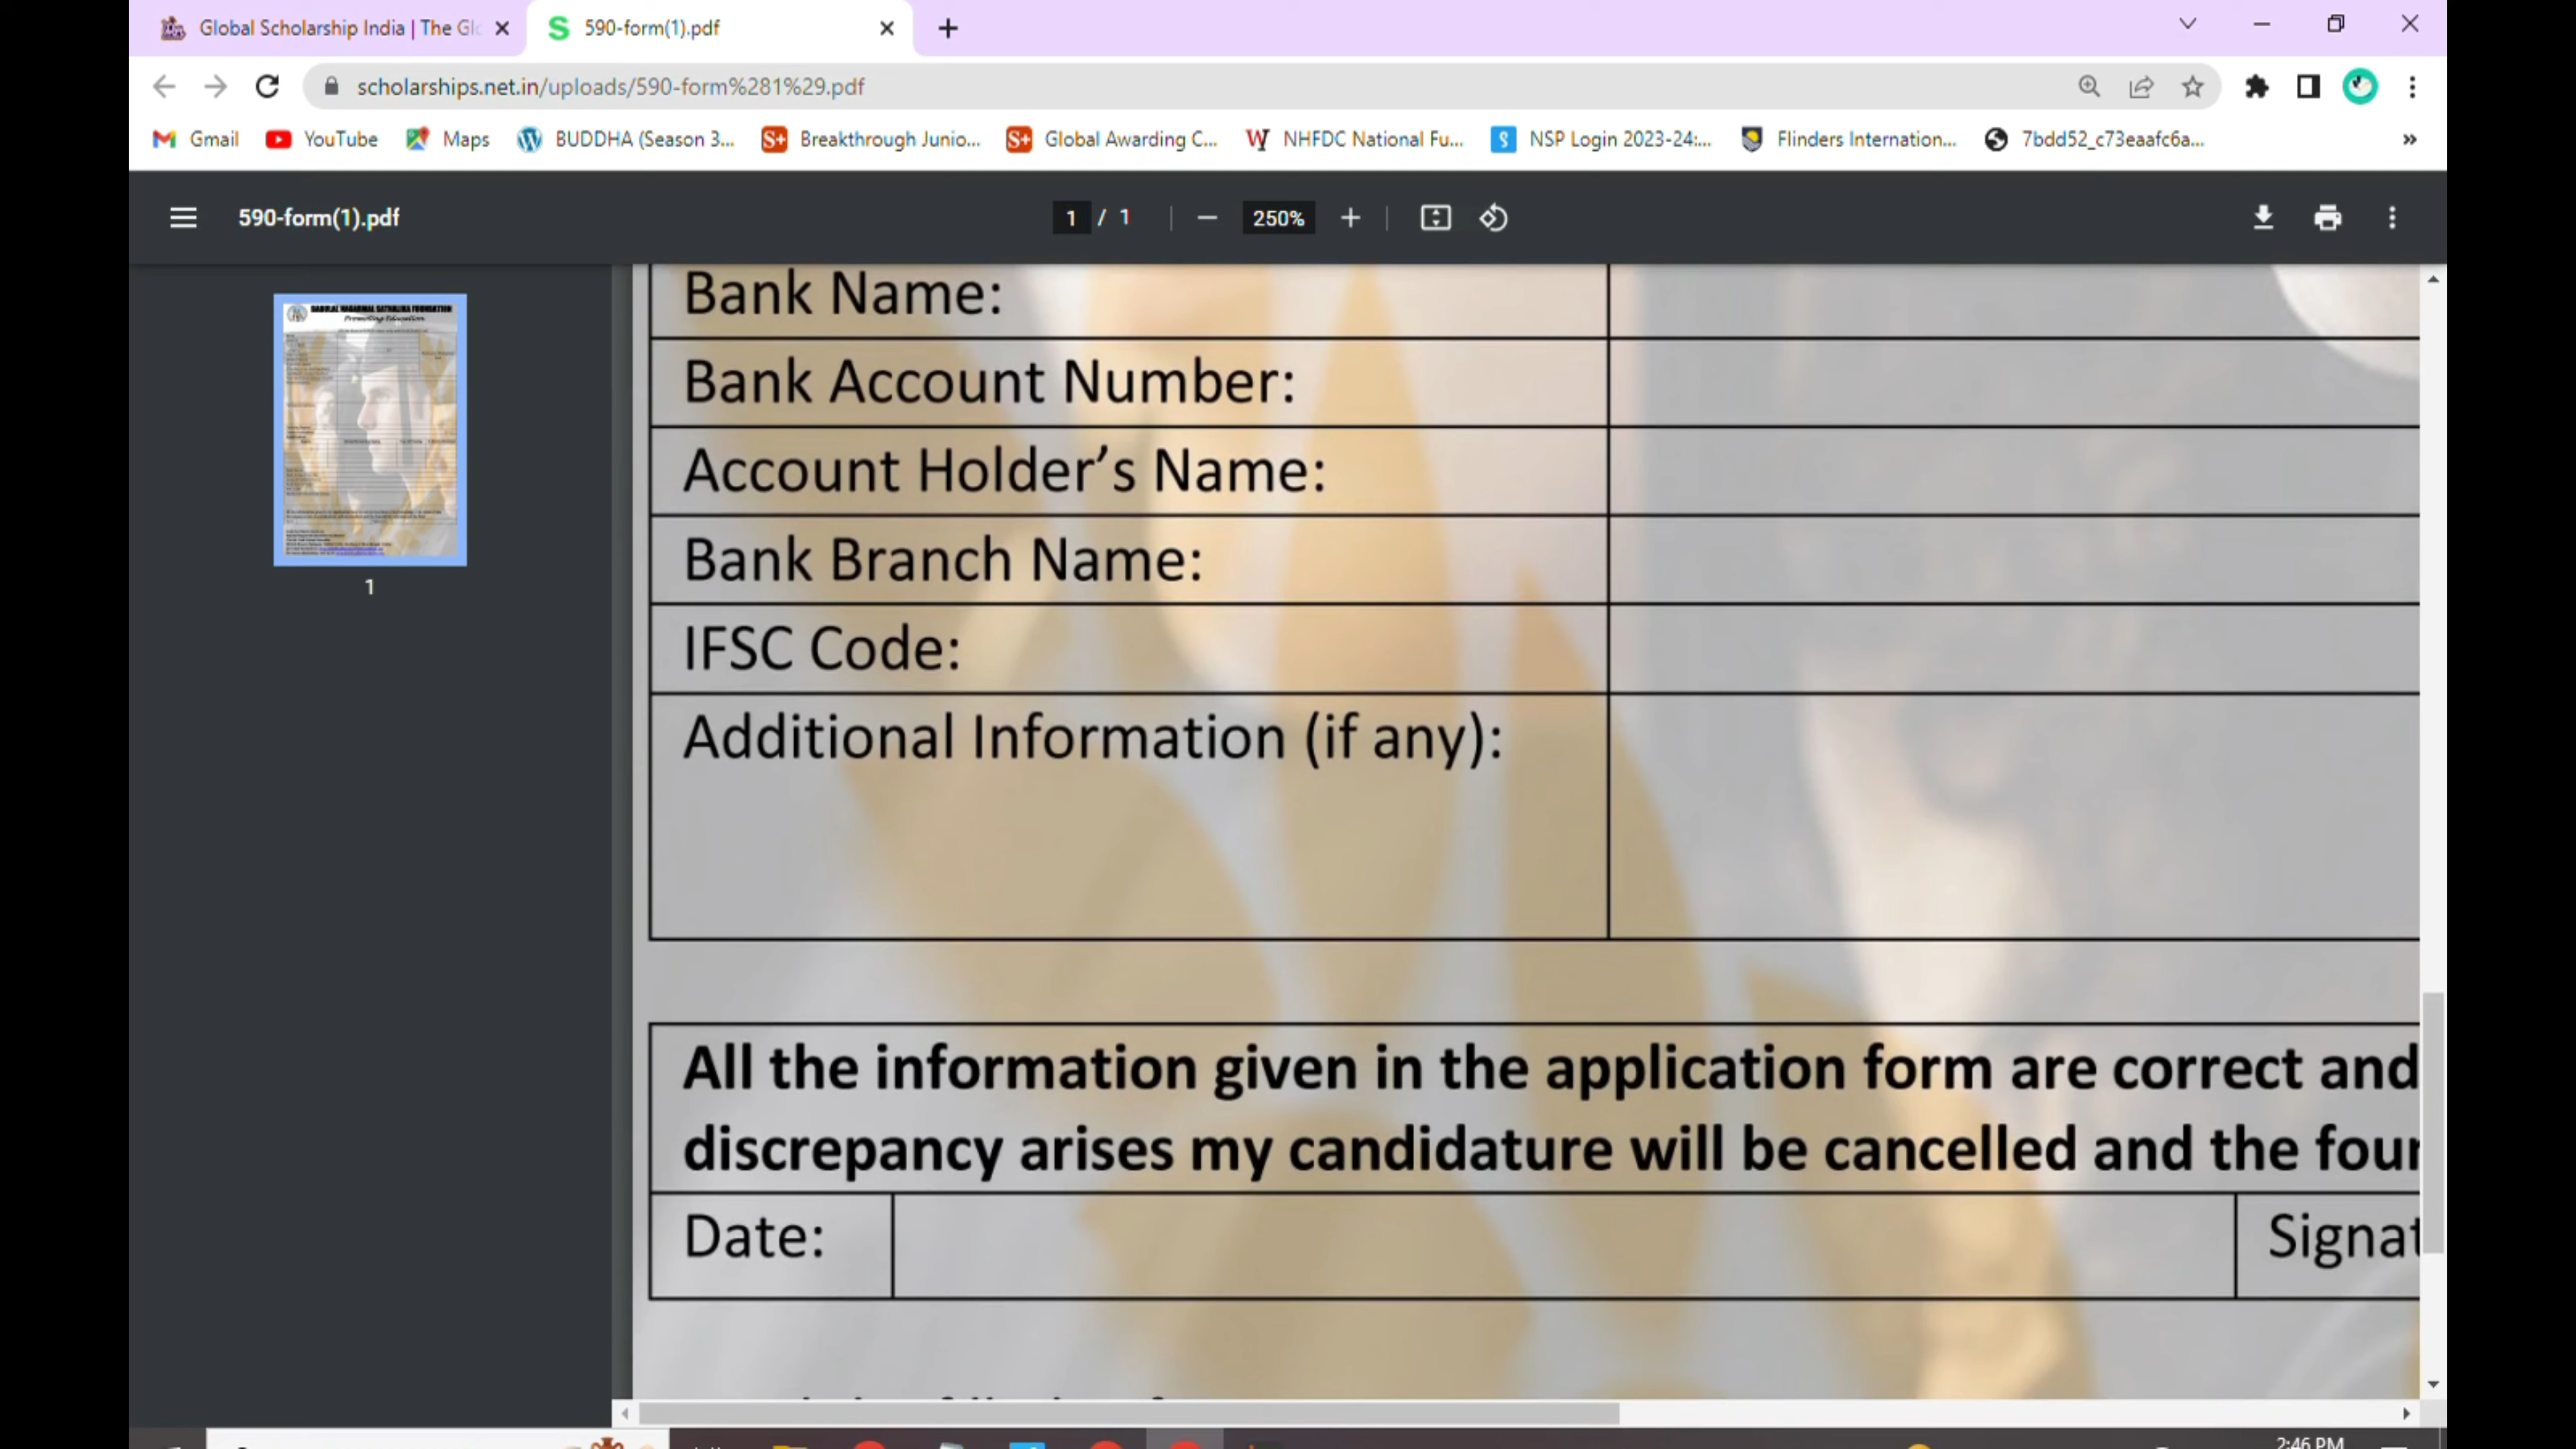 Global Scholarship India | The Glo
590-form(1).pdf
scholarships.net.in/uploads/590-form%281%29.pdf
Gmail
YouTube
Maps
BUDDHA (Season 3...
Breakthrough Junio...
Global Awarding C...
NHFDC National Fu...
NSP Login 2023-24:...
Flinders Internation...
7bdd52_c73eaafc6a...
590-form(1).pdf
1 / 1
250%
Promoting Education
1
Bank Name:
Bank Account Number:
Account Holder's Name:
Bank Branch Name:
IFSC Code:
Additional Information (if any):
All the information given in the application form are correct and
discrepancy arises my candidature will be cancelled and the four
Date:
Signat
2:46 PM